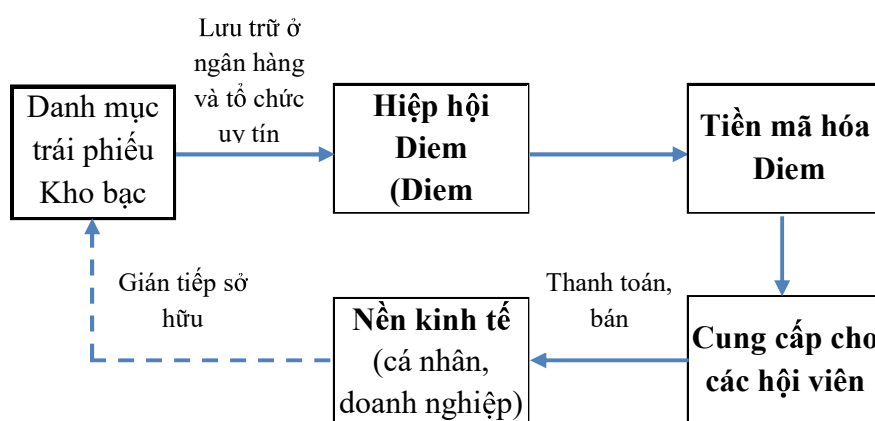 Lưu trữ ở
ngân hàng
và tổ chức
uy tín
Danh mục
trái phiếu
Kho bạc
Hiệp hội
Diem
(Diem
Tiền mã hóa
Diem
Gián tiếp sở
hữu
Nền kinh tế
(cá nhân,
doanh nghiệp)
Thanh toán,
bán
Cung cấp cho
các hội viên